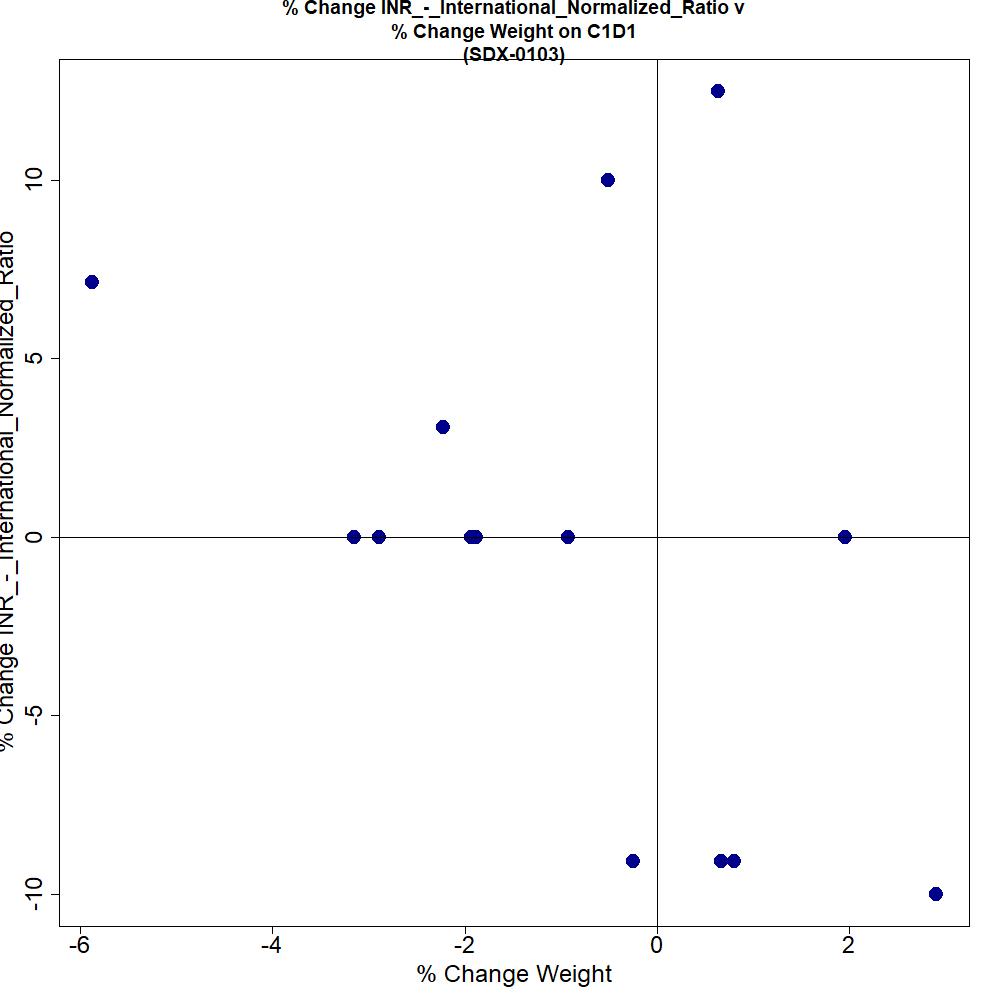 % Change INR_-_International_Normalized_Ratio v
% Change Weight on C1D1
(SDX-0103)
% Change INR_-_International_Normalized_Ratio
10
5
0
-5
-10
-6
-4
-2
0
2
% Change Weight